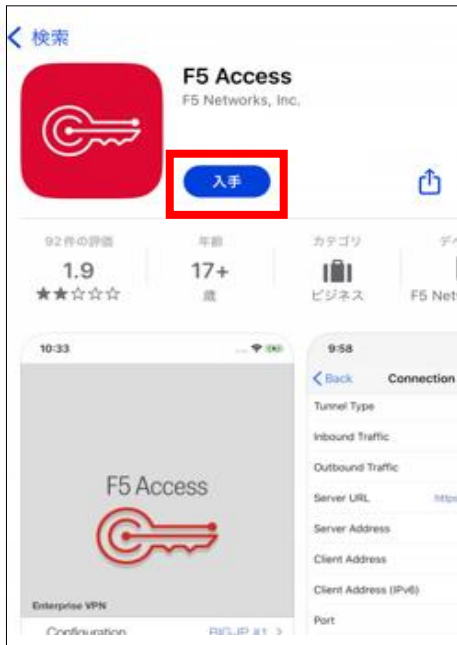 検索
F5 Access
F5 Networks, Inc.
入手
92件の評価
年齢
カテゴリ
1.9
17+
★★☆☆☆
歳
ビジネス
F5 Net
10:33
9:58
Back
Connection
Tunnel Type
Inbound Traffic
Outbound Traffic
Server URL
https
Server Address
Client Address
Client Address (IPv6)
Port
F5 Access
Enterprise VPN
Configuration
BIG-IP #1